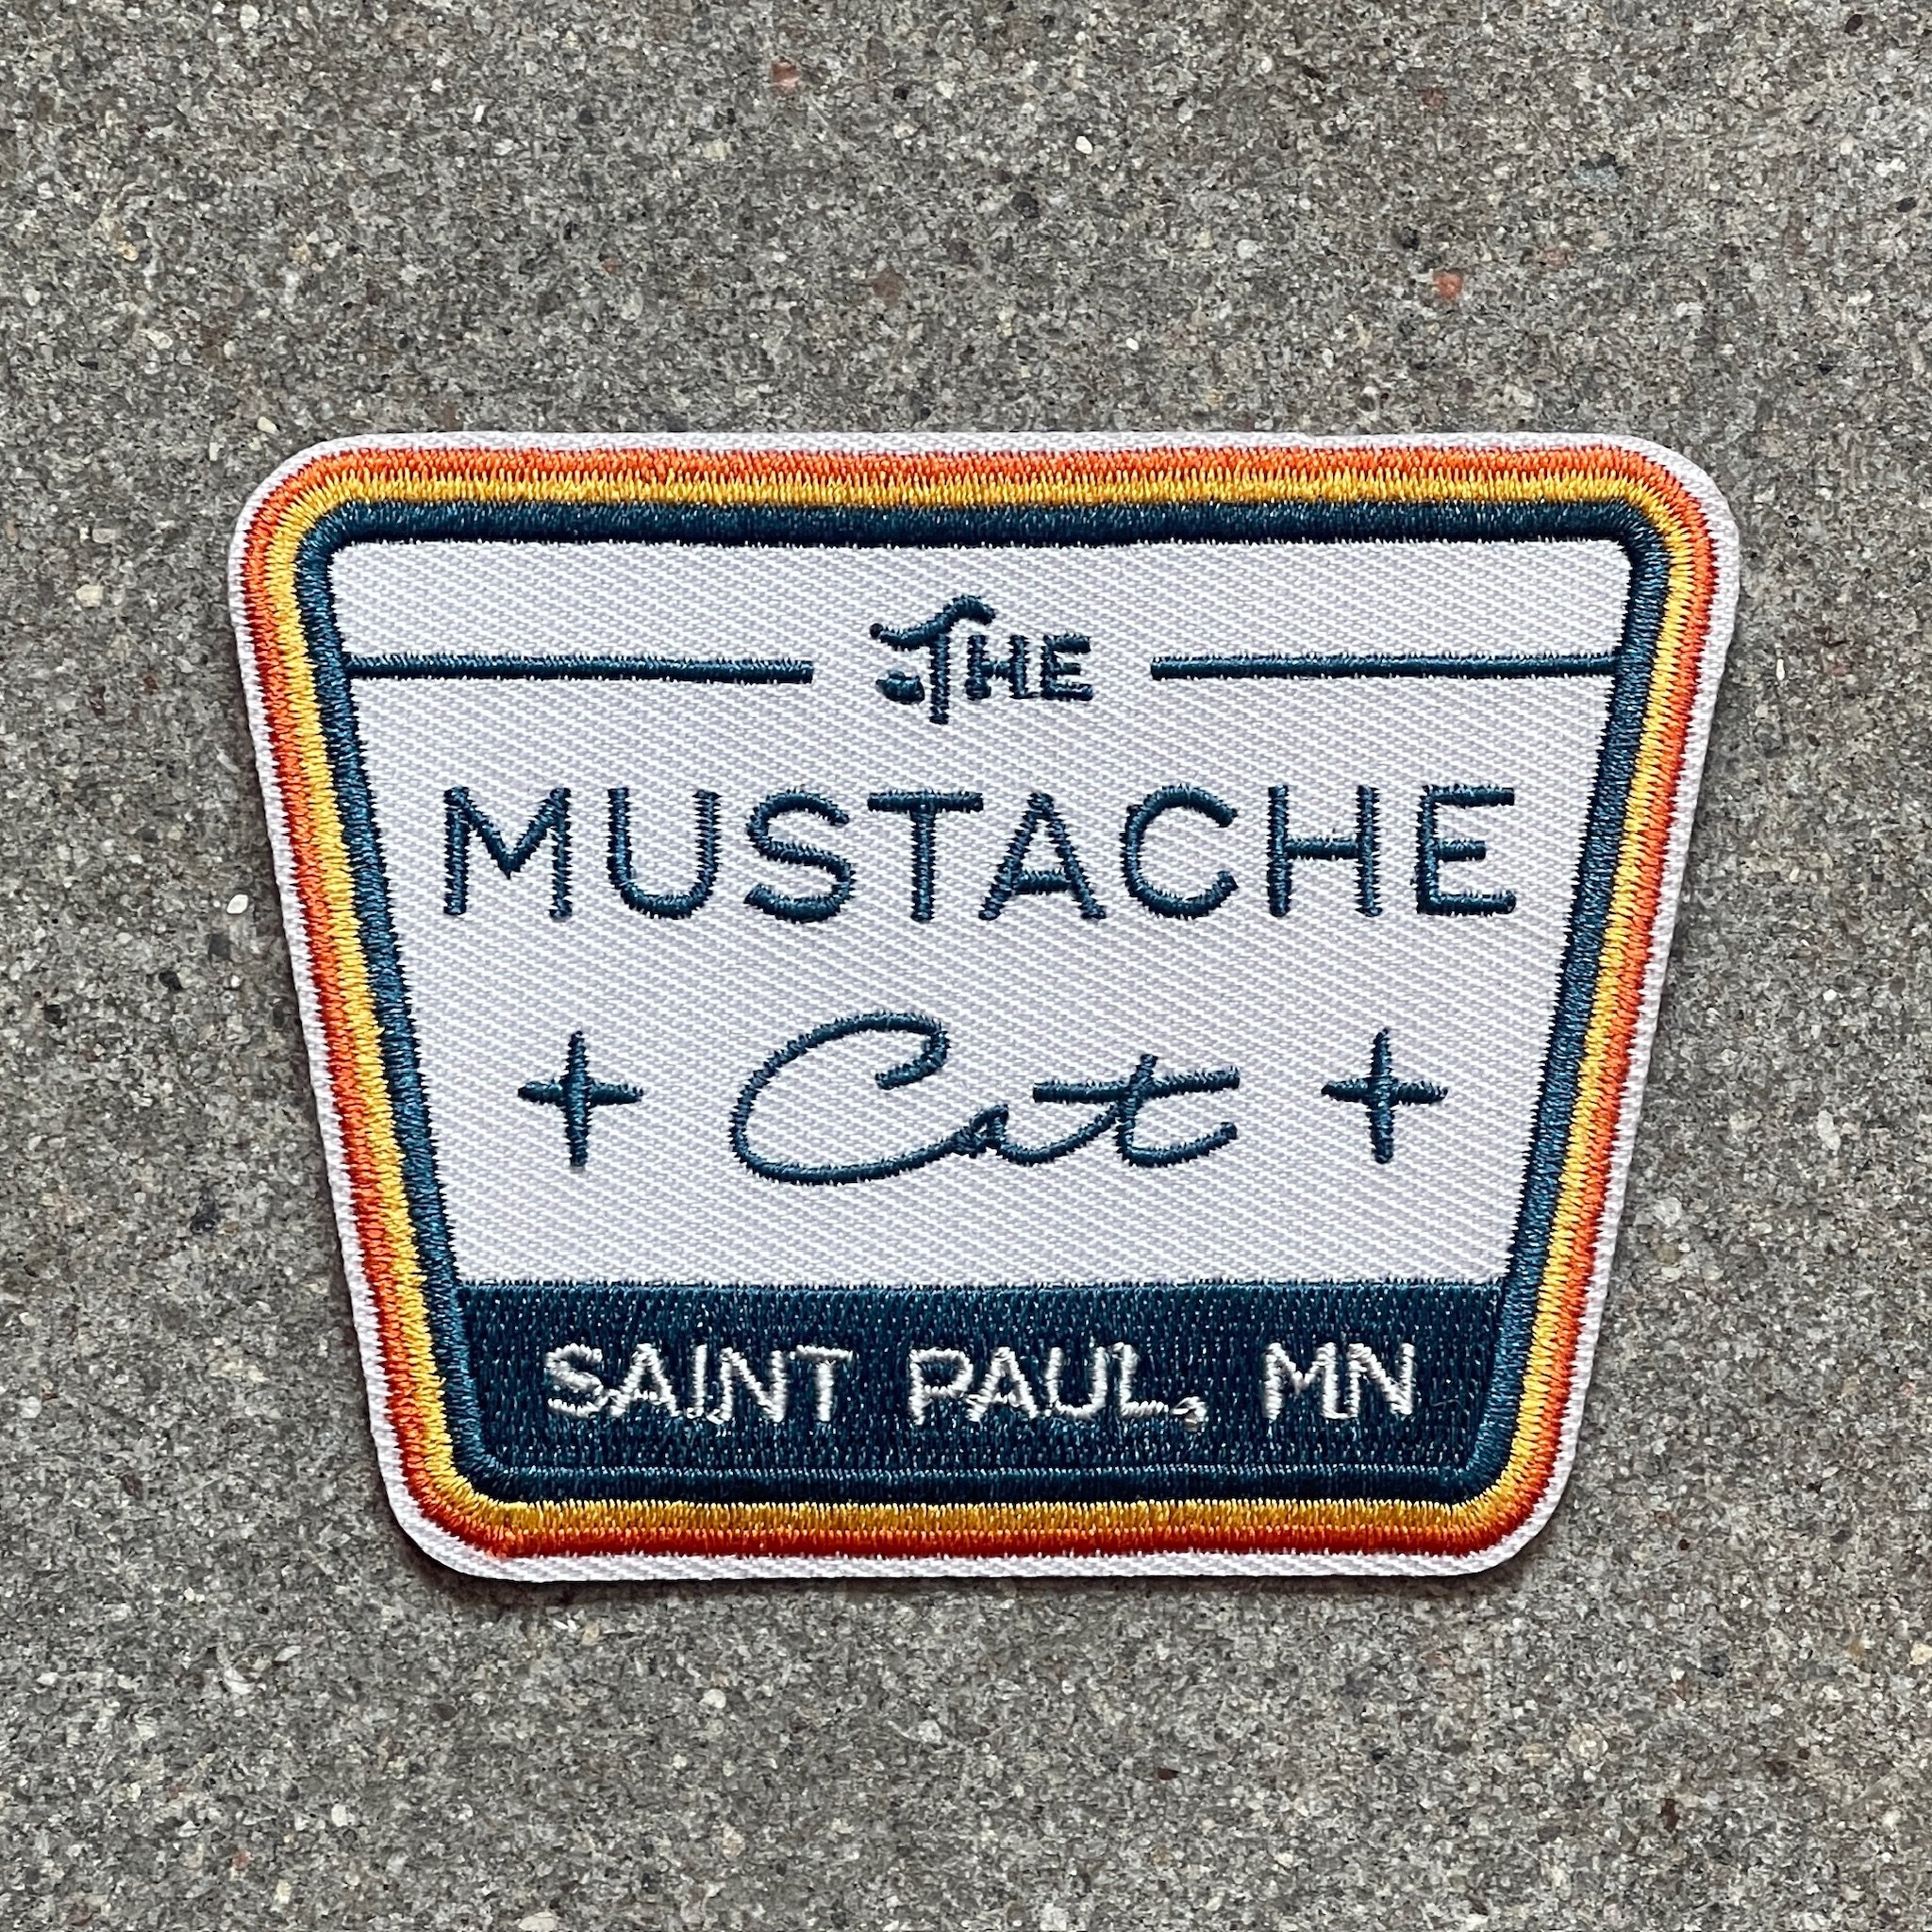 THE
MUSTACHE
Cat
SAINT PAUL, MN